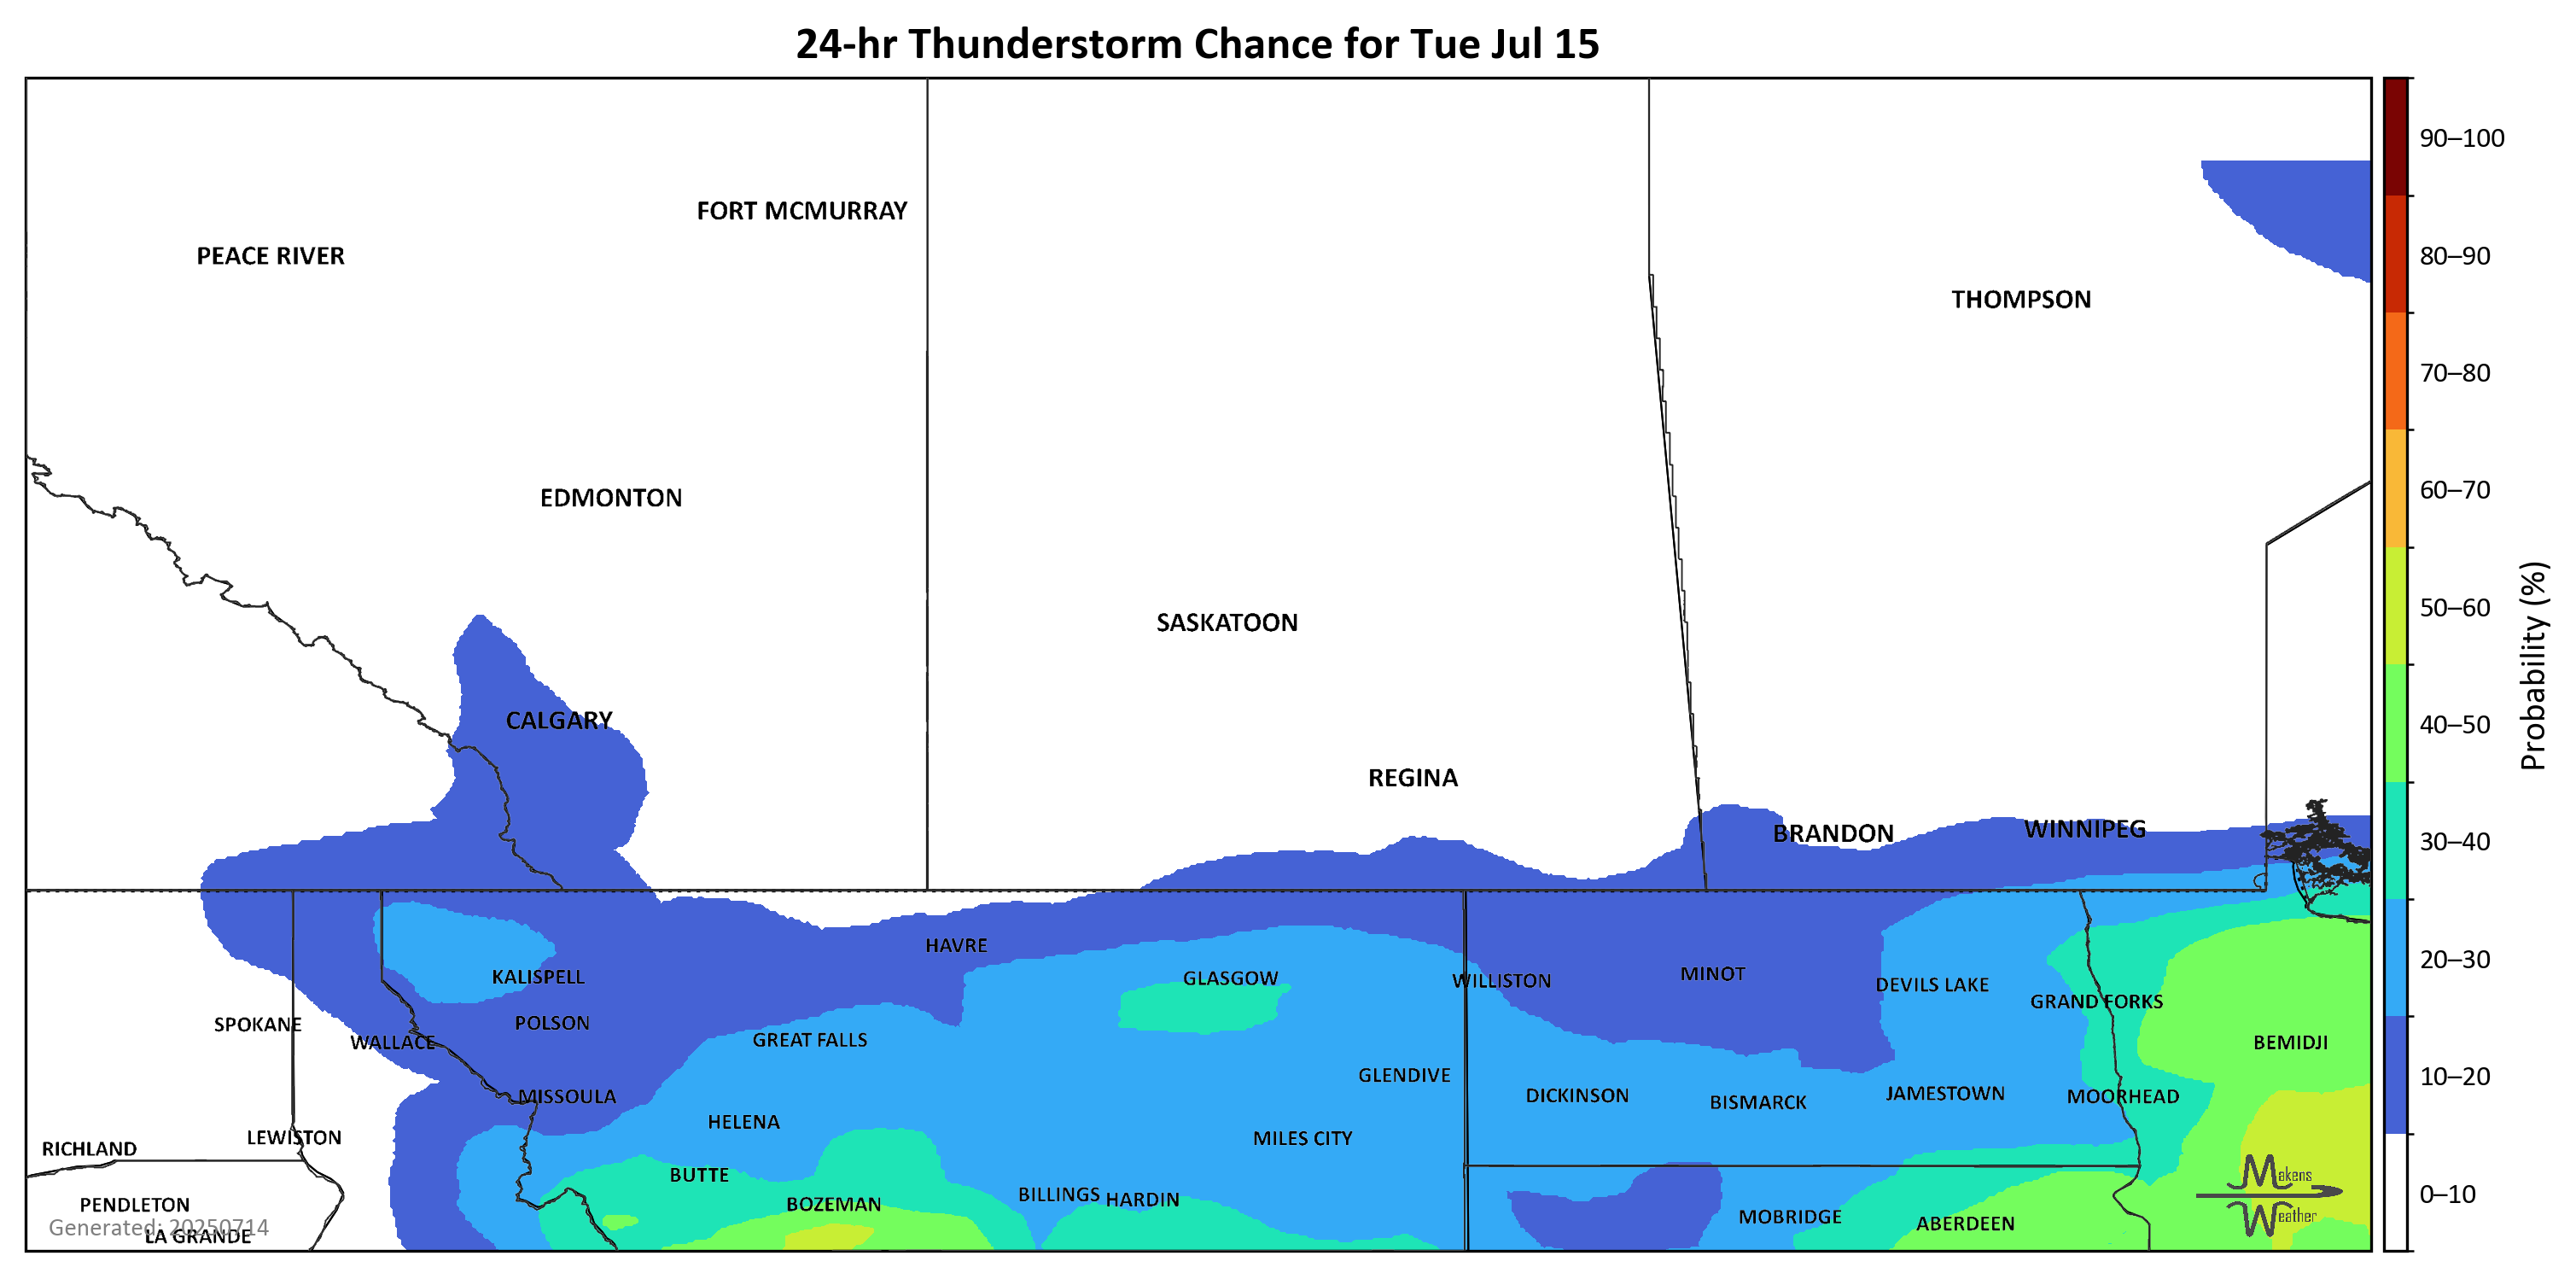 24-hr Thunderstorm Chance for Tue Jul 15
90–100
FORT MCMURRAY
PEACE RIVER
80–90
THOMPSON
70–80
EDMONTON
60–70
SASKATOON
50–60
Probability (%)
CALGARY
40–50
REGINA
BRANDON
WINNIPEG
30–40
HAVRE
KALISPELL
GLASGOW
WILLISTON
MINOT
DEVILS LAKE
20–30
GRAND FORKS
SPOKANE
POLSON
WALLACE
GREAT FALLS
BEMIDJI
GLENDIVE
10–20
MISSOULA
DICKINSON
BISMARCK
JAMESTOWN
MOORHEAD
HELENA
LEWISTON
MILES CITY
RICHLAND
BUTTE
Makens
BILLINGS
HARDIN
0–10
PENDLETON
BOZEMAN
MOBRIDGE
ABERDEEN
Weather
Generated: 20250714
LA GRANDE